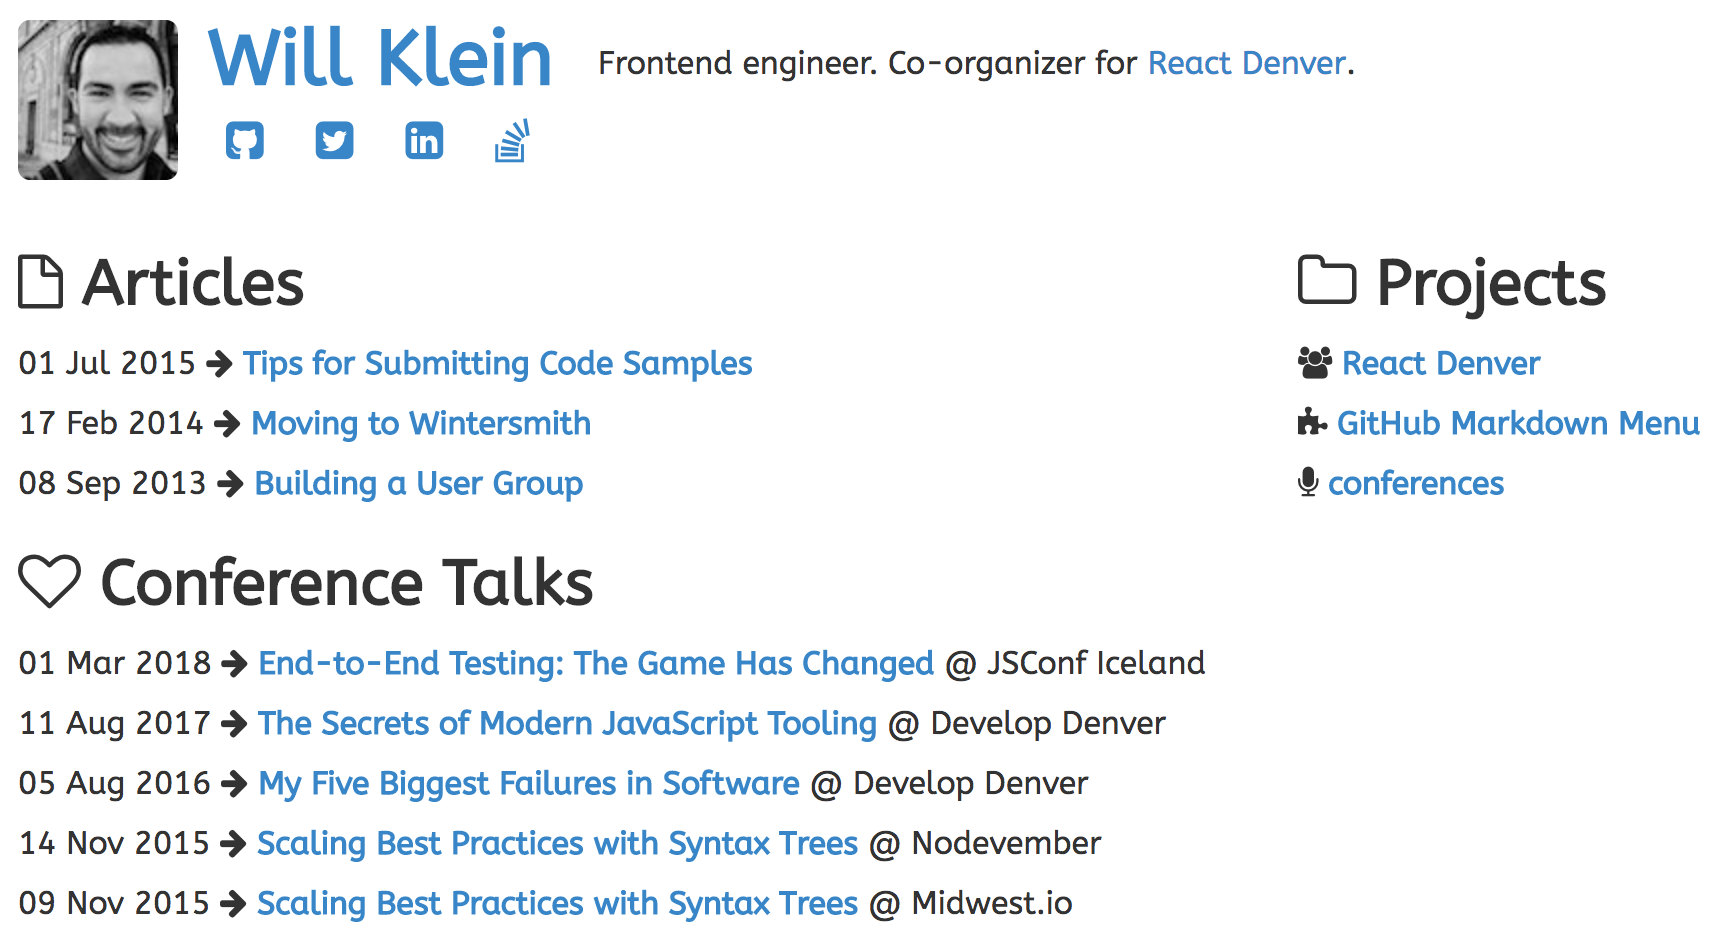 Will Klein
Frontend engineer. Co-organizer for React Denver.
Articles
01 Jul 2015 → Tips for Submitting Code Samples
17 Feb 2014 → Moving to Wintersmith
08 Sep 2013 → Building a User Group
Projects
React Denver
GitHub Markdown Menu
conferences
Conference Talks
01 Mar 2018 → End-to-End Testing: The Game Has Changed @ JSConf Iceland
11 Aug 2017 → The Secrets of Modern JavaScript Tooling @ Develop Denver
05 Aug 2016 → My Five Biggest Failures in Software @ Develop Denver
14 Nov 2015 → Scaling Best Practices with Syntax Trees @ Nodevember
09 Nov 2015 → Scaling Best Practices with Syntax Trees @ Midwest.io